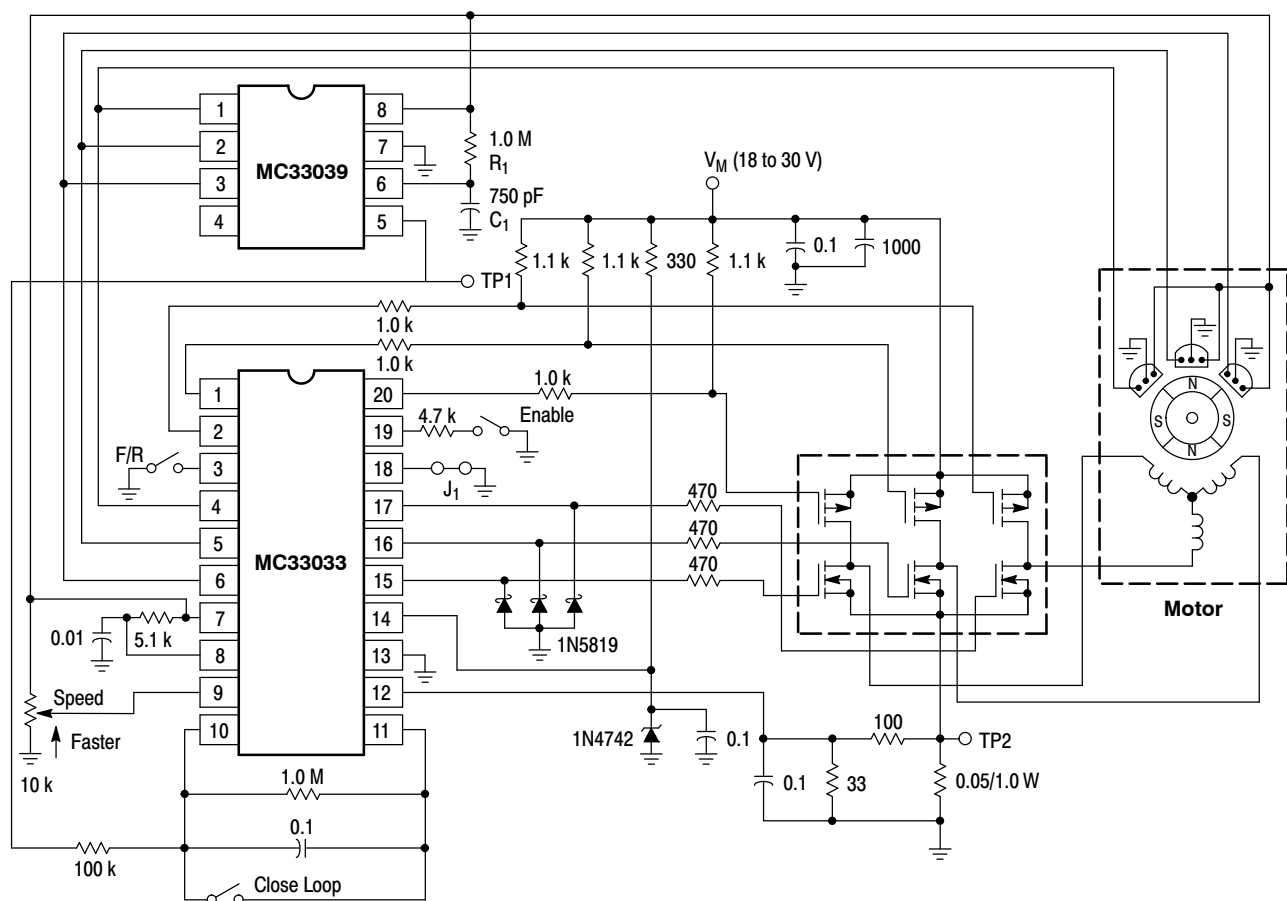 1
2
3
4
MC33039
8
7
6
5
1.0 M
R1
750 pF
C1
VM (18 to 30 V)
1.1 k
1.1 k
330
1.1 k
0.1
1000
TP1
1.0 k
1.0 k
1.0 k
Enable
4.7 k
F/R
J1
1
2
3
4
5
6
7
8
9
10
MC33033
20
19
18
17
16
15
14
13
12
11
470
470
470
1N5819
N
S
S
N
Motor
0.01
5.1 k
Speed
Faster
10 k
1N4742
0.1
0.1
33
100
TP2
0.05/1.0 W
1.0 M
0.1
100 k
Close Loop